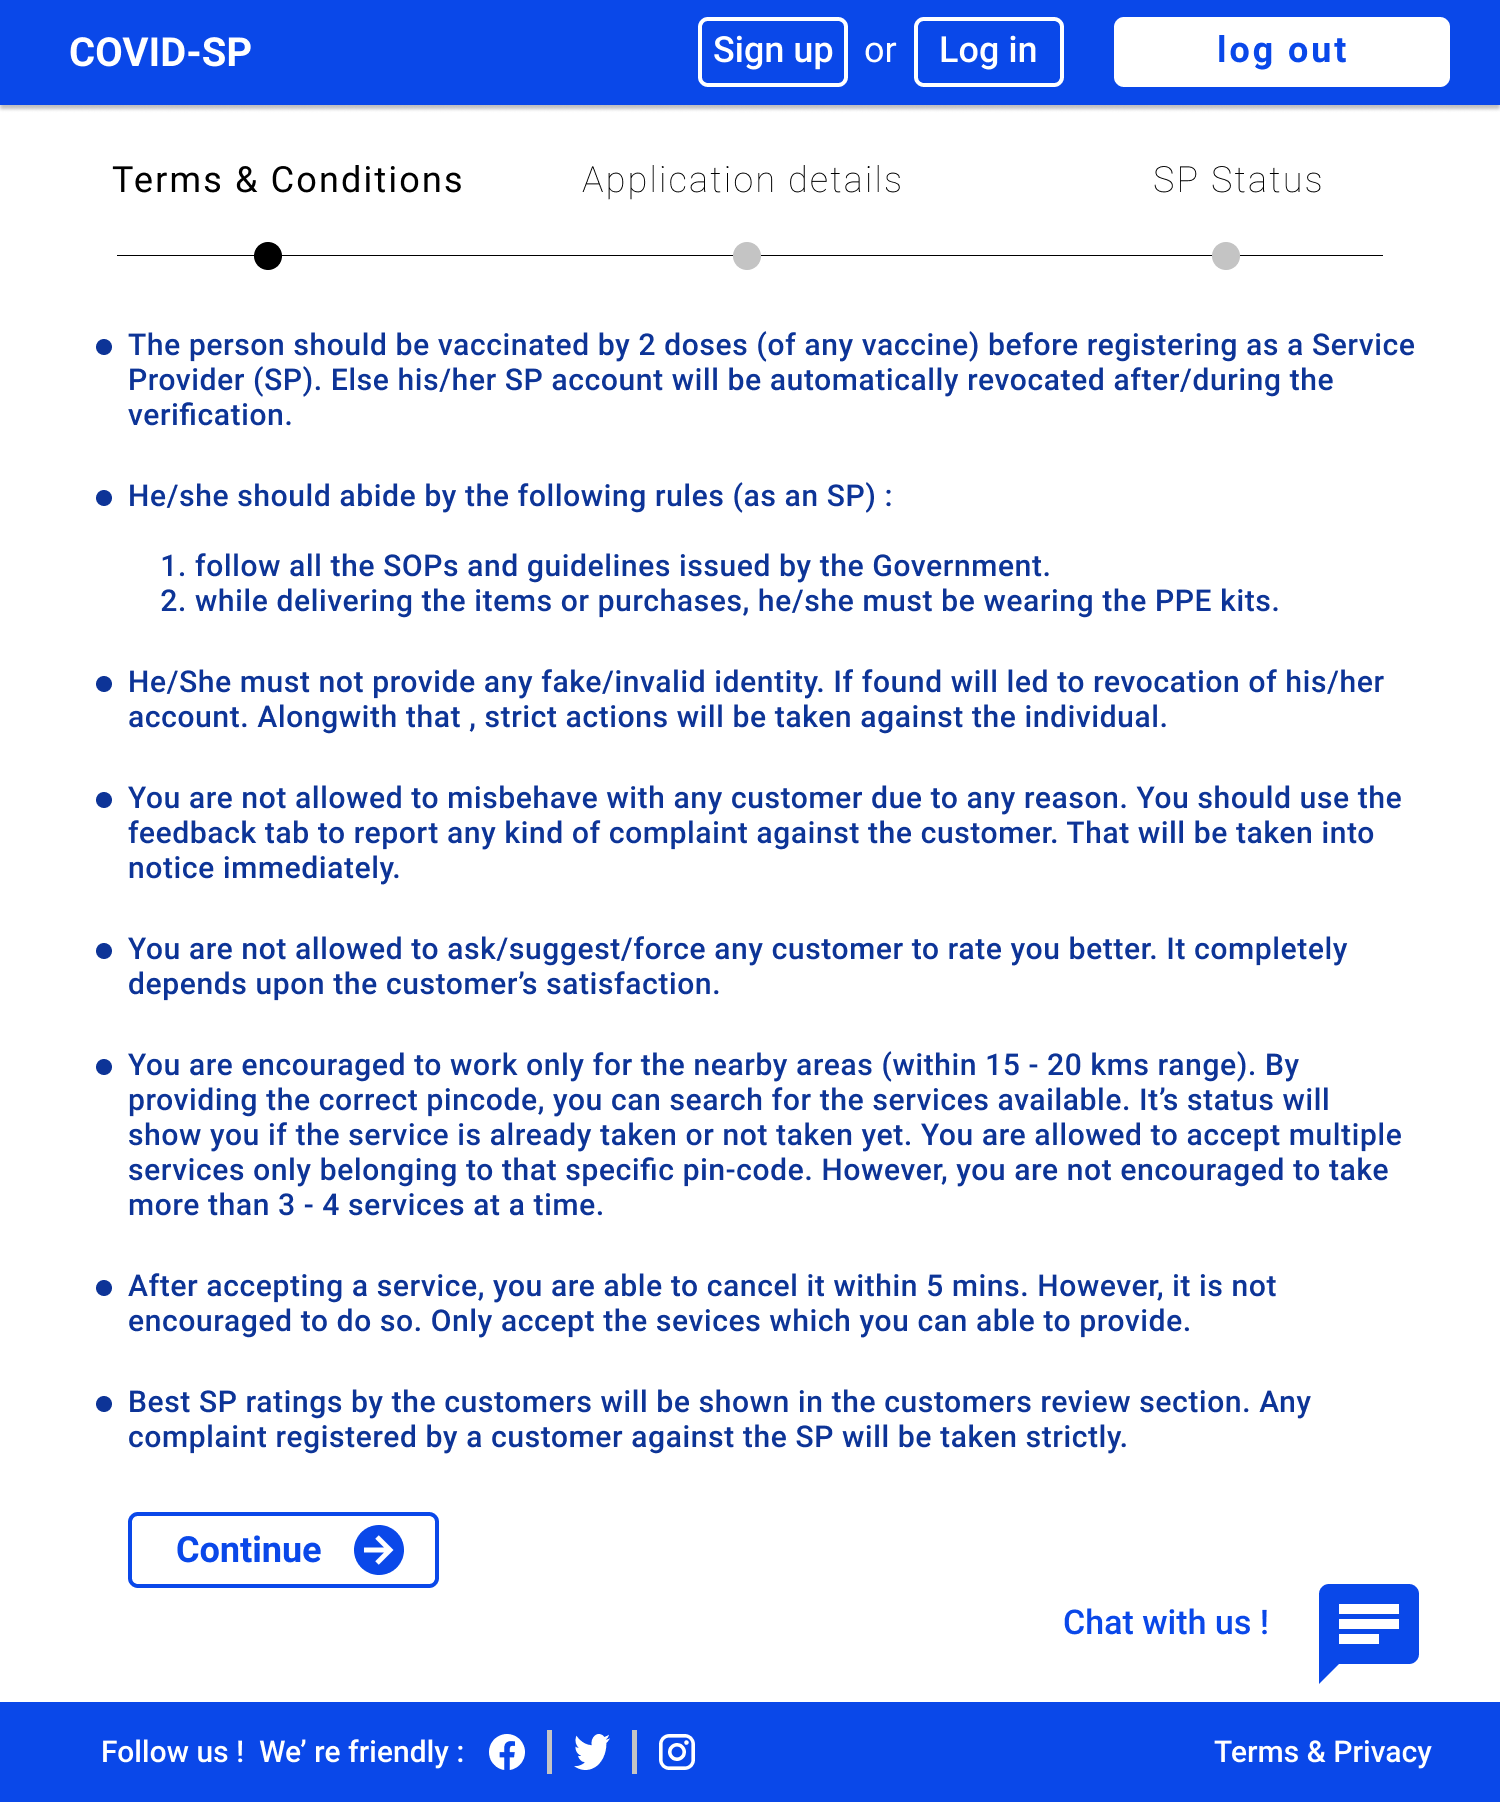 COVID-SP
Sign up or Log in
log out
Terms & Conditions
Application details
SP Status
The person should be vaccinated by 2 doses (of any vaccine) before registering as a Service
Provider (SP). Else his/her SP account will be automatically revocated after/during the
verification.
He/she should abide by the following rules (as an SP) :
1. follow all the SOPs and guidelines issued by the Government.
2. while delivering the items or purchases, he/she must be wearing the PPE kits.
He/She must not provide any fake/invalid identity. If found will led to revocation of his/her
account. Alongwith that , strict actions will be taken against the individual.
You are not allowed to misbehave with any customer due to any reason. You should use the
feedback tab to report any kind of complaint against the customer. That will be taken into
notice immediately.
You are not allowed to ask/suggest/force any customer to rate you better. It completely
depends upon the customer’s satisfaction.
You are encouraged to work only for the nearby areas (within 15 - 20 kms range). By
providing the correct pincode, you can search for the services available. It’s status will
show you if the service is already taken or not taken yet. You are allowed to accept multiple
services only belonging to that specific pin-code. However, you are not encouraged to take
more than 3 - 4 services at a time.
After accepting a service, you are able to cancel it within 5 mins. However, it is not
encouraged to do so. Only accept the sevices which you can able to provide.
Best SP ratings by the customers will be shown in the customers review section. Any
complaint registered by a customer against the SP will be taken strictly.
Continue
Chat with us !
Follow us !  We’ re friendly :
Terms & Privacy